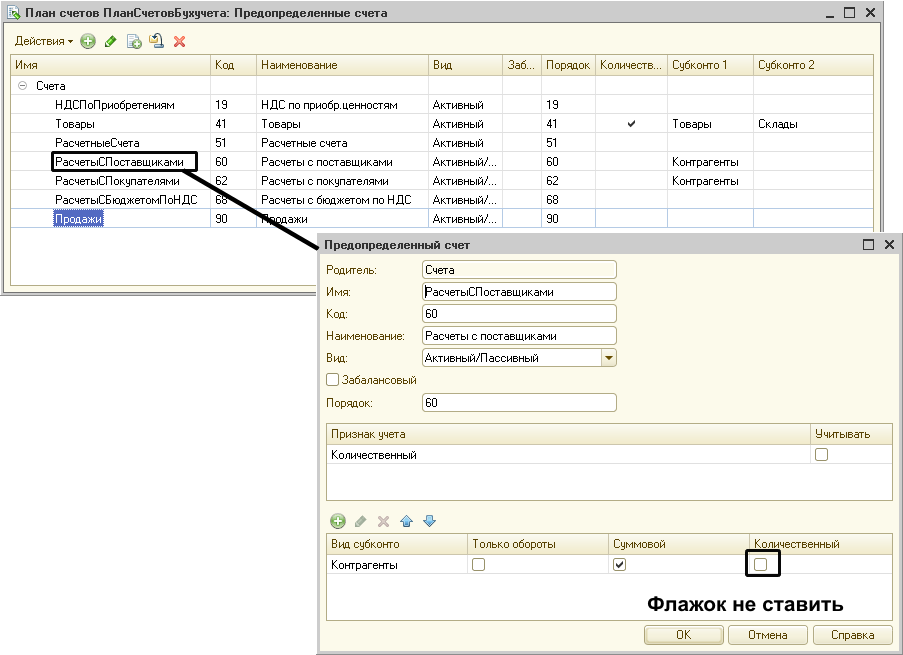 План счетов ПланСчетовБухучета: Предопределенные счета
Действия
Имя Код Наименование Вид Заб... Порядок Количеств... Субконто 1 Субконто 2
Счета
НДСПоПриобретениям 19 НДС по приобр.ценностям Активный 19
Товары 41 Товары Активный 41 Товары Склады
РасчетныеСчета 51 Расчетные счета Активный 51
РасчетыСПоставщиками 60 Расчеты с поставщиками Активный/... 60 Контрагенты
РасчетыСПокупателями 62 Расчеты с покупателями Активный/... 62 Контрагенты
РасчетыСБюджетомПоНДС 68 Расчеты с бюджетом по НДС Активный/... 68
Продажи 90 Продажи Активный/... 90
Предопределенный счет
Родитель: Счета
Имя: РасчетыСПоставщиками
Код: 60
Наименование: Расчеты с поставщиками
Вид: Активный/Пассивный
Забалансовый
Порядок: 60
Признак учета Учитывать
Количественный
Вид субконто Только обороты Суммовой Количественный
Контрагенты
Флажок не ставить
OK Отмена Справка